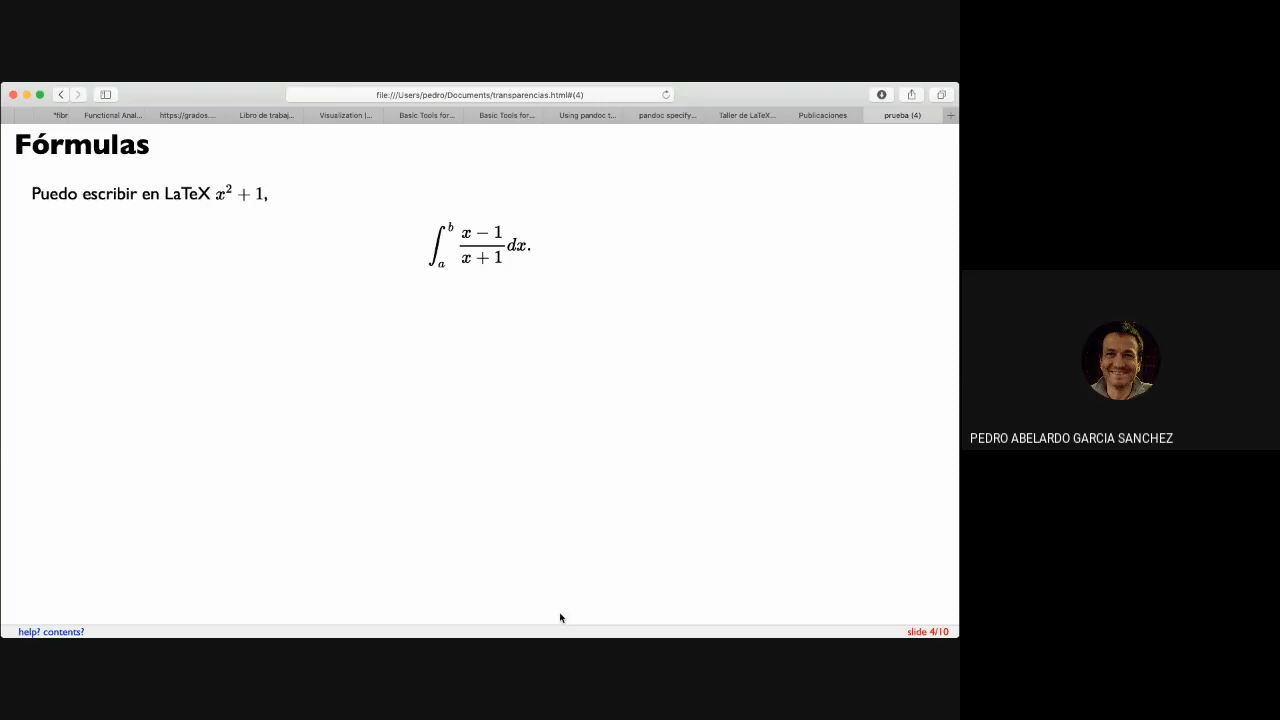 file:///Users/pedro/Documents/transparencias.html#(4)
"fibr
Functional Anal...
https://grados....
Libro de trabaj...
Visualization |...
Basic Tools for...
Basic Tools for...
Using pandoc t...
pandoc specify...
Taller de LaTeX...
Publicaciones
prueba (4)
Fórmulas
Puedo escribir en LaTeX x² + 1,
∫_a^b (x − 1)/(x + 1) dx.
PEDRO ABELARDO GARCIA SANCHEZ
help? contents?
slide 4/10